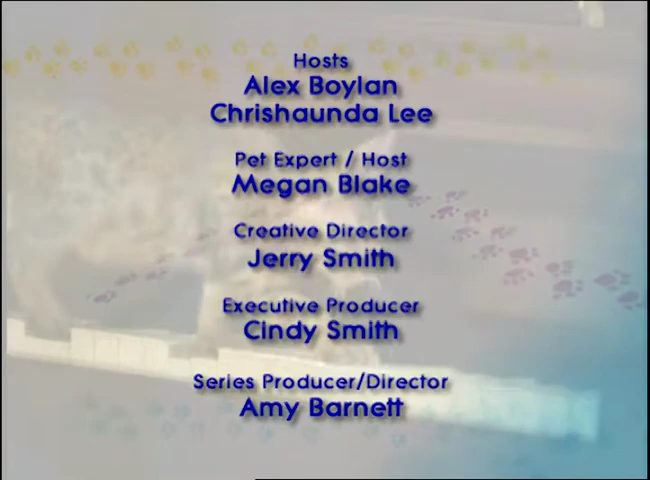 Hosts
Alex Boylan
Chrishaunda Lee
Pet Expert / Host
Megan Blake
Creative Director
Jerry Smith
Executive Producer
Cindy Smith
Series Producer/Director
Amy Barnett